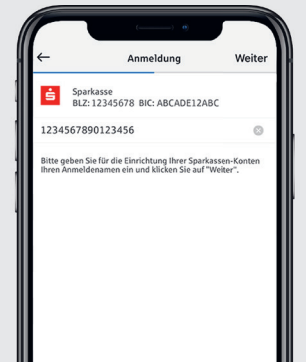 Anmeldung
Weiter
Sparkasse
BLZ: 12345678 BIC: ABCADE12ABC
1234567890123456
Bitte geben Sie für die Einrichtung Ihrer Sparkassen-Konten
Ihren Anmeldenamen ein und klicken Sie auf "Weiter".